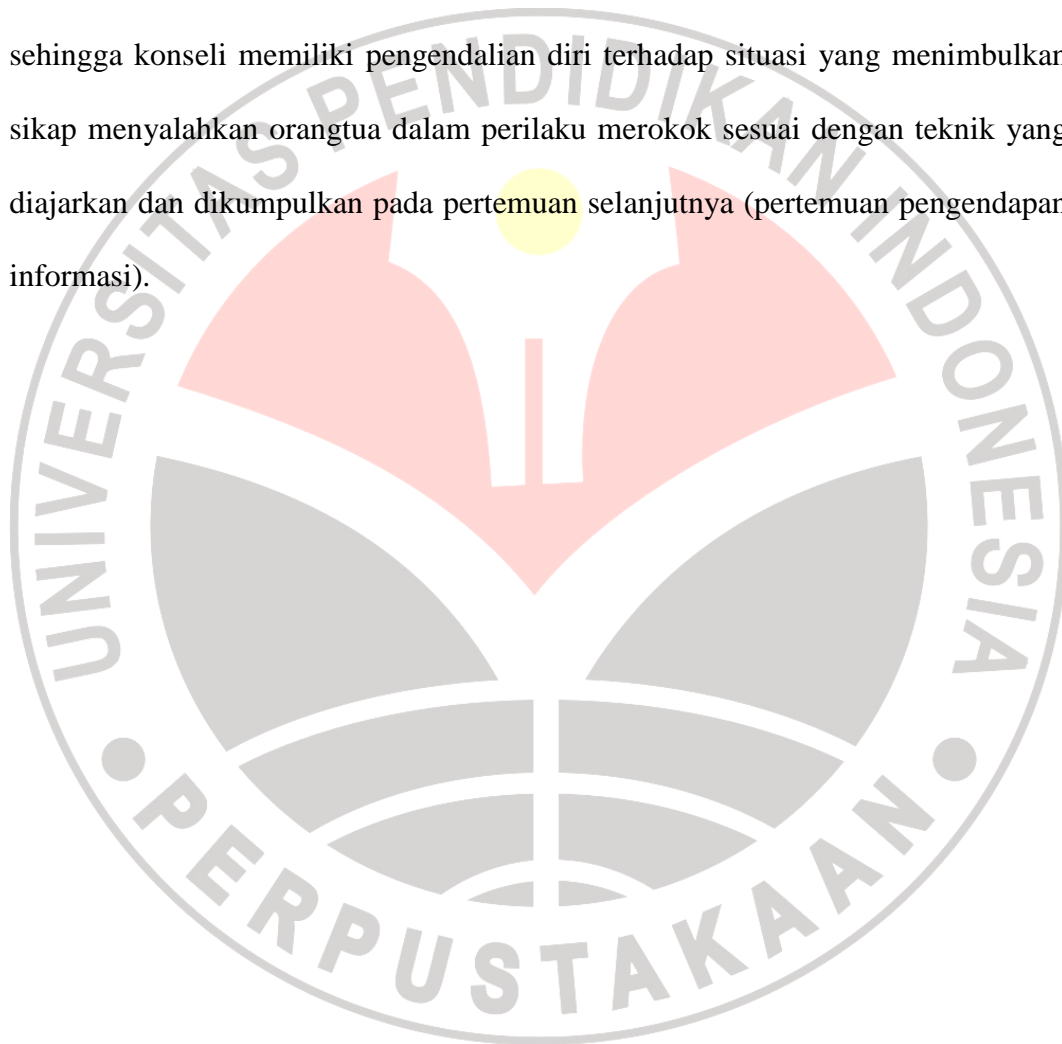 sehingga konseli memiliki pengendalian diri terhadap situasi yang menimbulkan
sikap menyalahkan orangtua dalam perilaku merokok sesuai dengan teknik yang
diajarkan dan dikumpulkan pada pertemuan selanjutnya (pertemuan pengendapan
informasi).
UNIVERSITAS PENDIDIKAN INDONESIA
PERPUSTAKAAN